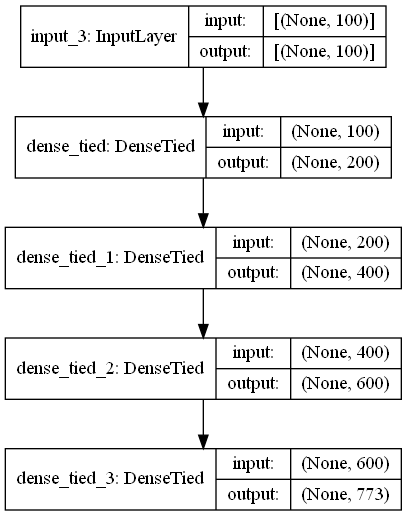 input_3: InputLayer
input: [(None, 100)]
output: [(None, 100)]
dense_tied: DenseTied
input: (None, 100)
output: (None, 200)
dense_tied_1: DenseTied
input: (None, 200)
output: (None, 400)
dense_tied_2: DenseTied
input: (None, 400)
output: (None, 600)
dense_tied_3: DenseTied
input: (None, 600)
output: (None, 773)